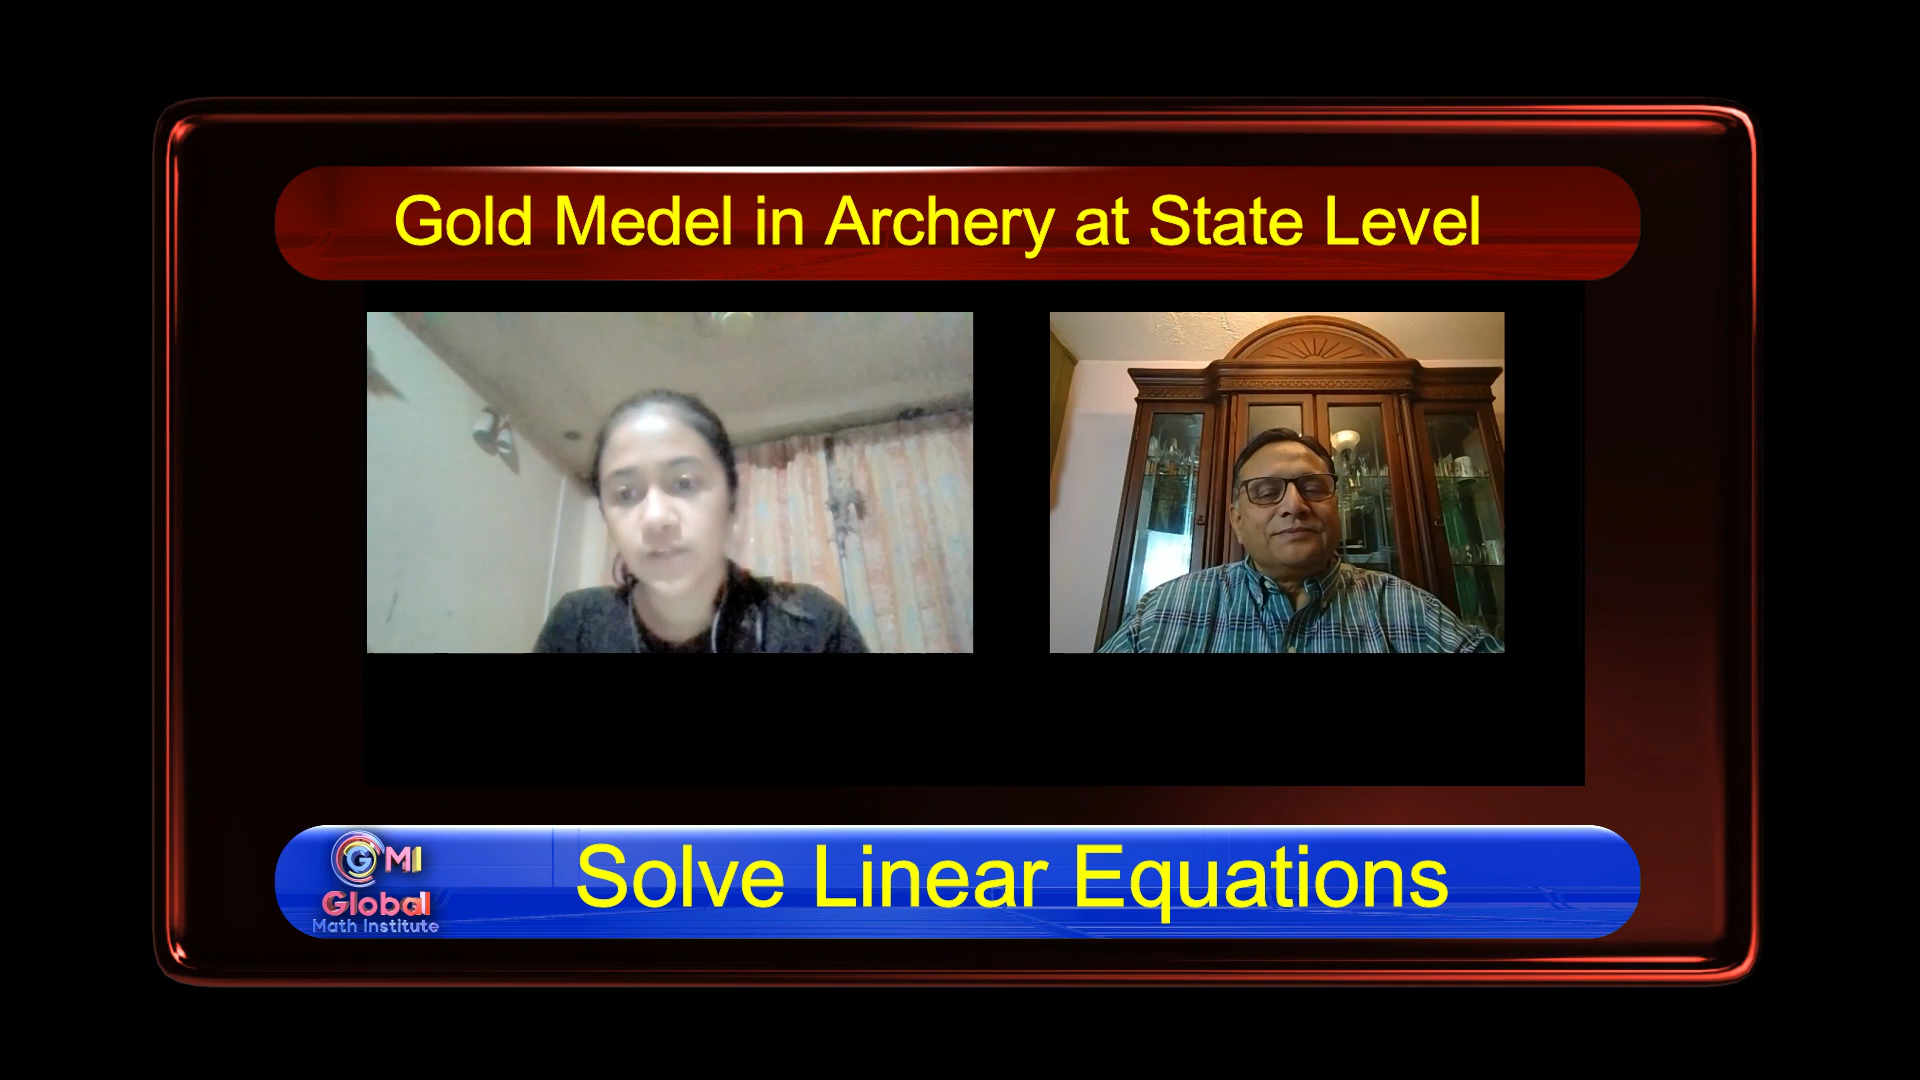 Gold Medel in Archery at State Level
GMI
Global
Math Institute
Solve Linear Equations